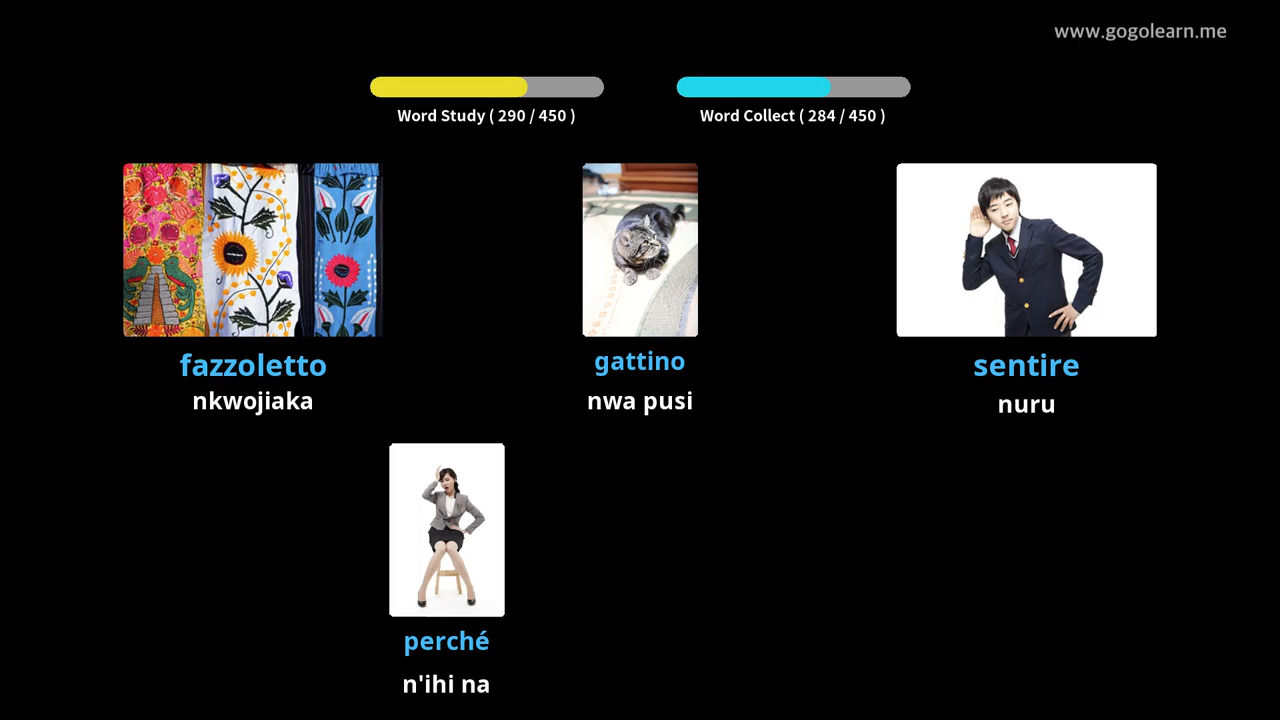 www.gogolearn.me
Word Study ( 290 / 450 )
Word Collect ( 284 / 450 )
fazzoletto
nkwojiaka
gattino
nwa pusi
sentire
nuru
perché
n'ihi na